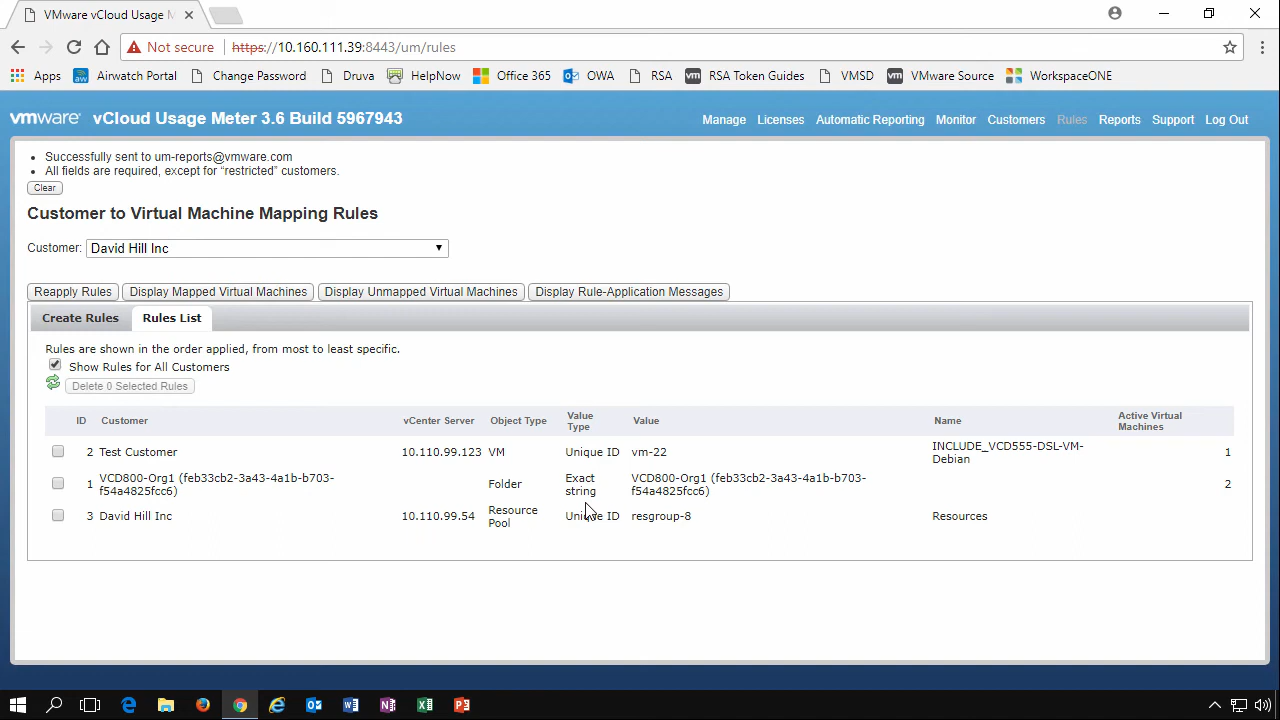 VMware vCloud Usage M
Not secure https://10.160.111.39:8443/um/rules
Apps Airwatch Portal Change Password Druva HelpNow Office 365 OWA RSA RSA Token Guides VMSD VMware Source WorkspaceONE
vmware vCloud Usage Meter 3.6 Build 5967943
Manage Licenses Automatic Reporting Monitor Customers Rules Reports Support Log Out
Successfully sent to um-reports@vmware.com
All fields are required, except for "restricted" customers.
Clear
Customer to Virtual Machine Mapping Rules
Customer: David Hill Inc
Reapply Rules Display Mapped Virtual Machines Display Unmapped Virtual Machines Display Rule-Application Messages
Create Rules Rules List
Rules are shown in the order applied, from most to least specific.
Show Rules for All Customers
Delete 0 Selected Rules
ID Customer vCenter Server Object Type Value Type Value Name Active Virtual Machines
2 Test Customer 10.110.99.123 VM Unique ID vm-22 INCLUDE_VCD555-DSL-VM-Debian 1
1 VCD800-Org1 (feb33cb2-3a43-4a1b-b703-f54a4825fcc6) Folder Exact string VCD800-Org1 (feb33cb2-3a43-4a1b-b703-f54a4825fcc6) 2
3 David Hill Inc 10.110.99.54 Resource Pool Unique ID resgroup-8 Resources